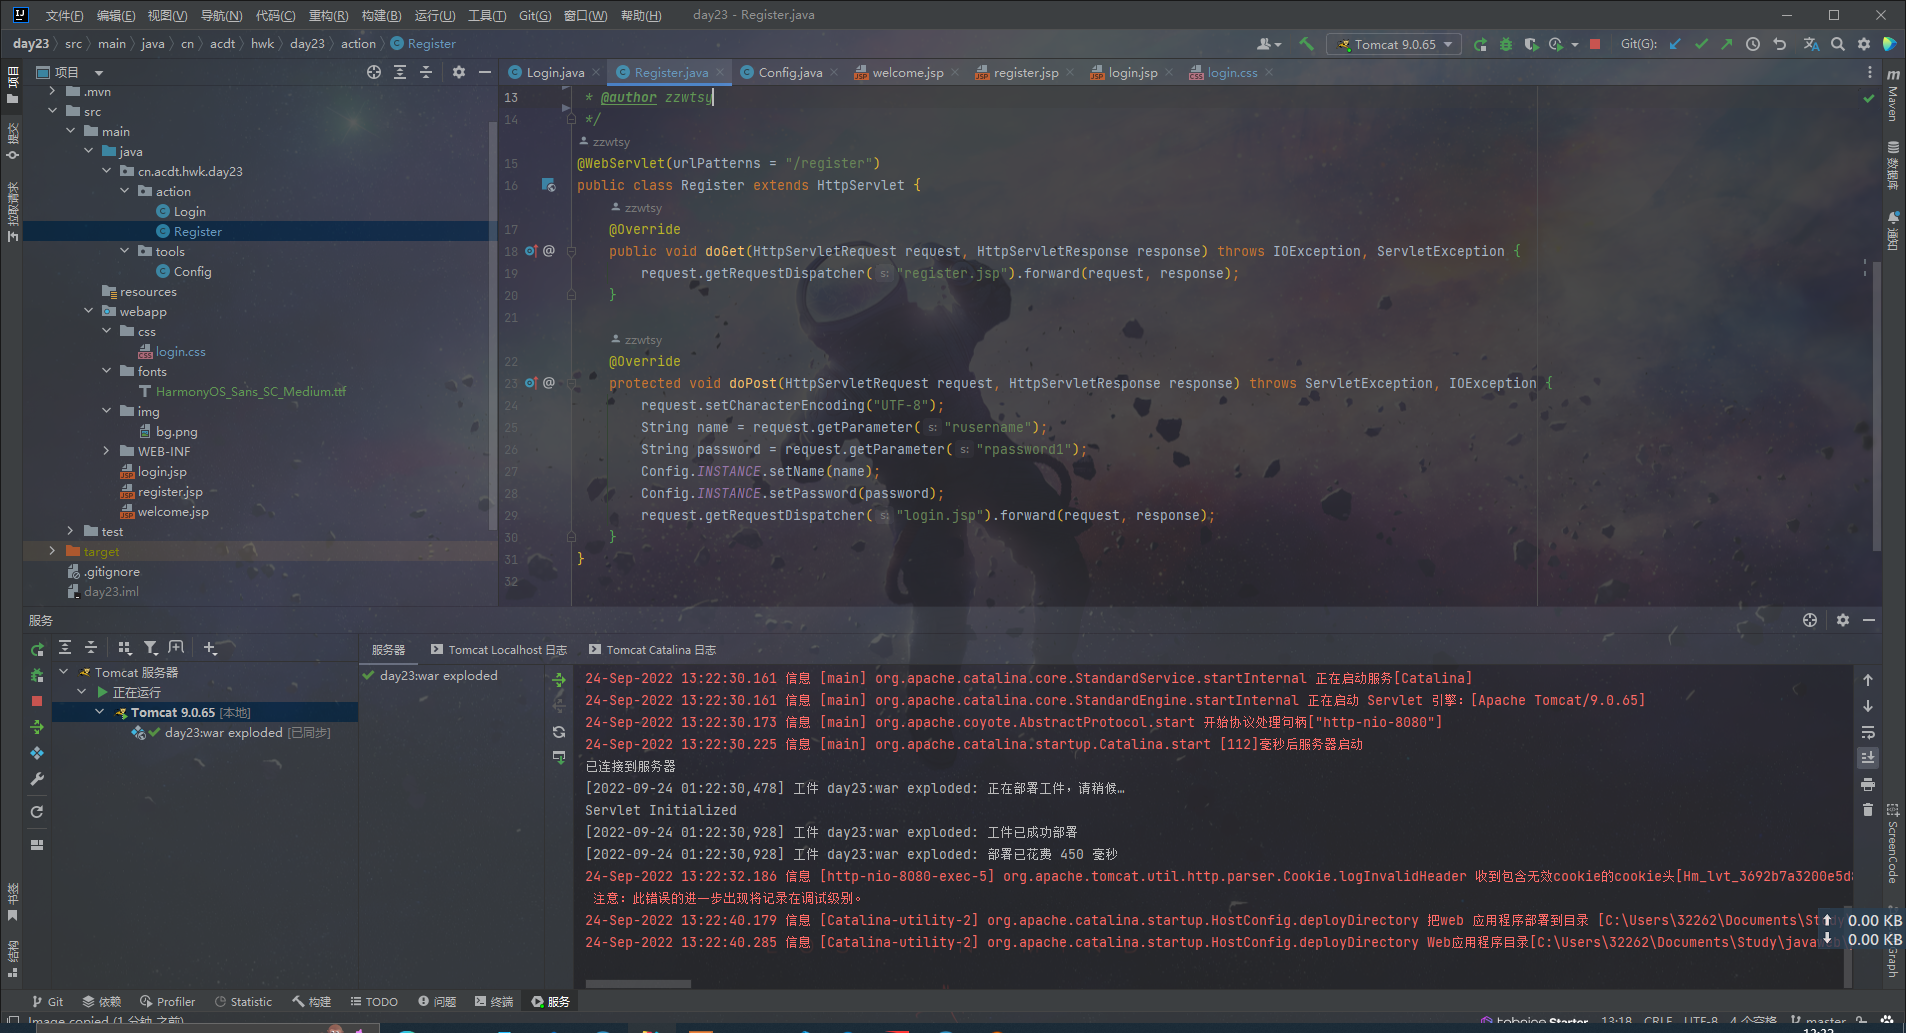 文件(F) 编辑(E) 视图(V) 导航(N) 代码(C) 重构(R) 构建(B) 运行(U) 工具(T) Git(G) 窗口(W) 帮助(H) day23 - Register.java
day23 src main java cn acdt hwk day23 action Register
Tomcat 9.0.65 Git(G):
项目
Login.java Register.java Config.java welcome.jsp register.jsp login.jsp login.css
项目
提交
拉取请求
.mvn
src
main
java
cn.acdt.hwk.day23
action
Login
Register
tools
Config
resources
webapp
css
login.css
fonts
HarmonyOS_Sans_SC_Medium.ttf
img
bg.png
WEB-INF
login.jsp
register.jsp
welcome.jsp
test
target
.gitignore
day23.iml
13 * @author zzwtsy
14 */
zzwtsy
15 @WebServlet(urlPatterns = "/register")
16 public class Register extends HttpServlet {
zzwtsy
17 @Override
18 public void doGet(HttpServletRequest request, HttpServletResponse response) throws IOException, ServletException {
19 request.getRequestDispatcher( s: "register.jsp").forward(request, response);
20 }
21
zzwtsy
22 @Override
23 protected void doPost(HttpServletRequest request, HttpServletResponse response) throws ServletException, IOException {
24 request.setCharacterEncoding("UTF-8");
25 String name = request.getParameter( s: "rusername");
26 String password = request.getParameter( s: "rpassword1");
27 Config.INSTANCE.setName(name);
28 Config.INSTANCE.setPassword(password);
29 request.getRequestDispatcher( s: "login.jsp").forward(request, response);
30 }
31 }
32
Maven
数据库
通知
服务
Tomcat 服务器
正在运行
Tomcat 9.0.65 [本地]
day23:war exploded [已同步]
服务器 Tomcat Localhost 日志 Tomcat Catalina 日志
day23:war exploded
24-Sep-2022 13:22:30.161 信息 [main] org.apache.catalina.core.StandardService.startInternal 正在启动服务[Catalina]
24-Sep-2022 13:22:30.161 信息 [main] org.apache.catalina.core.StandardEngine.startInternal 正在启动 Servlet 引擎：[Apache Tomcat/9.0.65]
24-Sep-2022 13:22:30.173 信息 [main] org.apache.coyote.AbstractProtocol.start 开始协议处理句柄["http-nio-8080"]
24-Sep-2022 13:22:30.225 信息 [main] org.apache.catalina.startup.Catalina.start [112]毫秒后服务器启动
已连接到服务器
[2022-09-24 01:22:30,478] 工件 day23:war exploded: 正在部署工件，请稍候…
Servlet Initialized
[2022-09-24 01:22:30,928] 工件 day23:war exploded: 工件已成功部署
[2022-09-24 01:22:30,928] 工件 day23:war exploded: 部署已花费 450 毫秒
24-Sep-2022 13:22:32.186 信息 [http-nio-8080-exec-5] org.apache.tomcat.util.http.parser.Cookie.logInvalidHeader 收到包含无效cookie的cookie头[Hm_lvt_3692b7a3200e5d8
注意：此错误的进一步出现将记录在调试级别。
24-Sep-2022 13:22:40.179 信息 [Catalina-utility-2] org.apache.catalina.startup.HostConfig.deployDirectory 把web 应用程序部署到目录 [C:\Users\32262\Documents\Study
24-Sep-2022 13:22:40.285 信息 [Catalina-utility-2] org.apache.catalina.startup.HostConfig.deployDirectory Web应用程序目录[C:\Users\32262\Documents\Study\java
0.00 KB
0.00 KB
ScreenCode
Graph
书签
结构
Git 依赖 Profiler Statistic 构建 TODO 问题 终端 服务
Image copied (1 分钟 之前) Starter 13:18 CRLF UTF-8 4 个空格 master